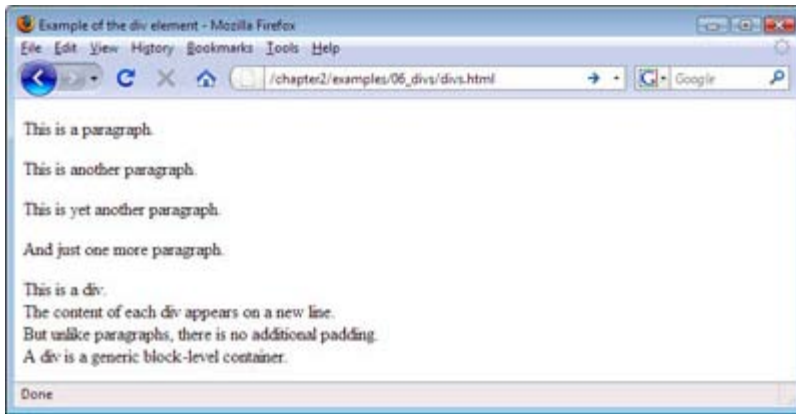 Example of the div element - Mozilla Firefox
File Edit View History Bookmarks Tools Help
/chapter2/examples/06_divs/divs.html
Google
This is a paragraph.
This is another paragraph.
This is yet another paragraph.
And just one more paragraph.
This is a div.
The content of each div appears on a new line.
But unlike paragraphs, there is no additional padding.
A div is a generic block-level container.
Done